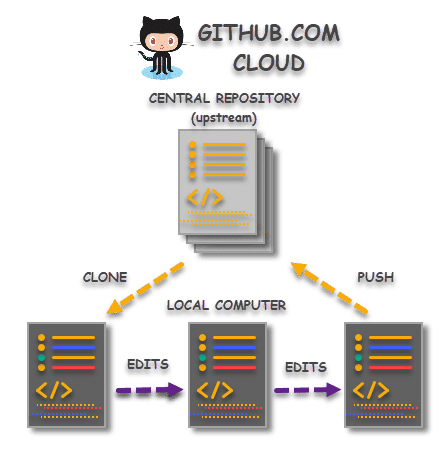 GITHUB.COM
CLOUD
CENTRAL REPOSITORY
(upstream)
</>
CLONE
PUSH
LOCAL COMPUTER
EDITS
EDITS
</>
</>
</>